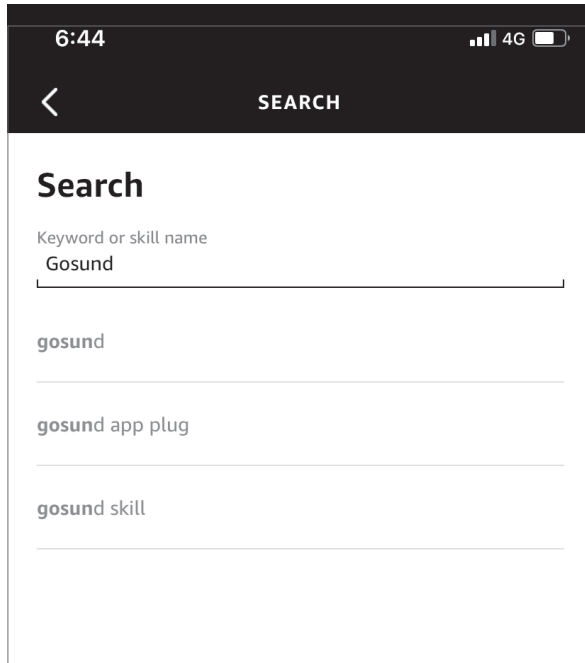 6:44 4G
SEARCH
Search
Keyword or skill name
Gosund
gosund
gosund app plug
gosund skill